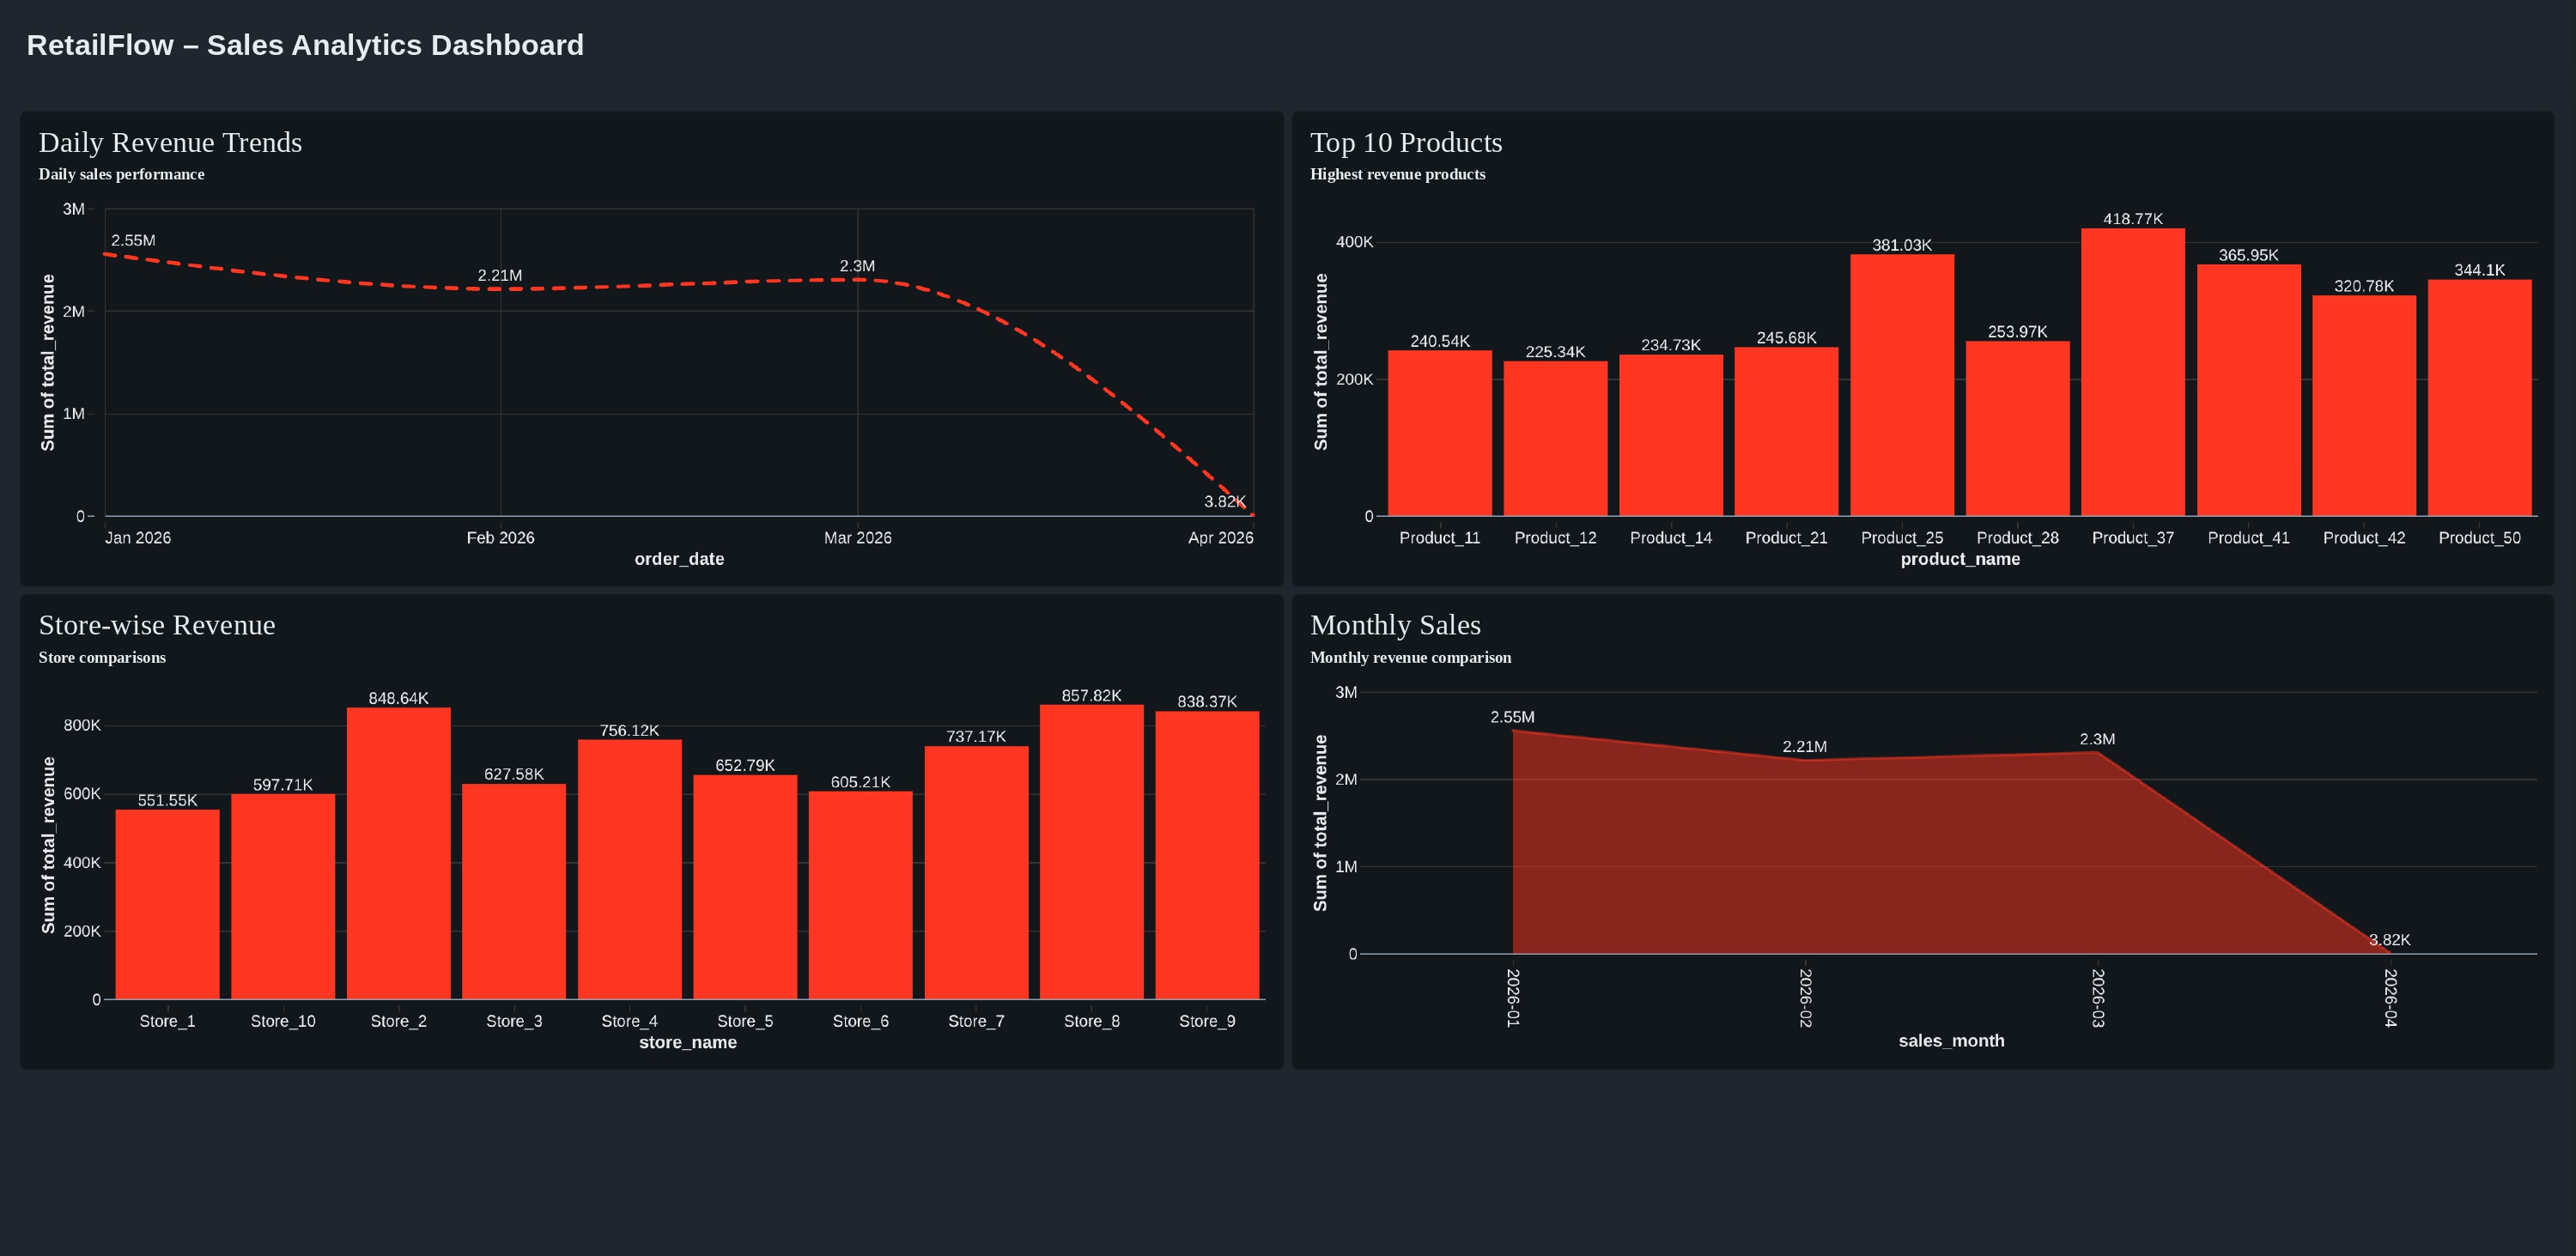 RetailFlow – Sales Analytics Dashboard
Daily Revenue Trends
Daily sales performance
Sum of total_revenue
3M
2M
1M
0
2.55M
2.21M
2.3M
3.82K
Jan 2026
Feb 2026
Mar 2026
Apr 2026
order_date
Top 10 Products
Highest revenue products
Sum of total_revenue
400K
200K
0
240.54K
225.34K
234.73K
245.68K
381.03K
253.97K
418.77K
365.95K
320.78K
344.1K
Product_11
Product_12
Product_14
Product_21
Product_25
Product_28
Product_37
Product_41
Product_42
Product_50
product_name
Store-wise Revenue
Store comparisons
Sum of total_revenue
800K
600K
400K
200K
0
551.55K
597.71K
848.64K
627.58K
756.12K
652.79K
605.21K
737.17K
857.82K
838.37K
Store_1
Store_10
Store_2
Store_3
Store_4
Store_5
Store_6
Store_7
Store_8
Store_9
store_name
Monthly Sales
Monthly revenue comparison
Sum of total_revenue
3M
2M
1M
0
2.55M
2.21M
2.3M
3.82K
2026-01
2026-02
2026-03
2026-04
sales_month